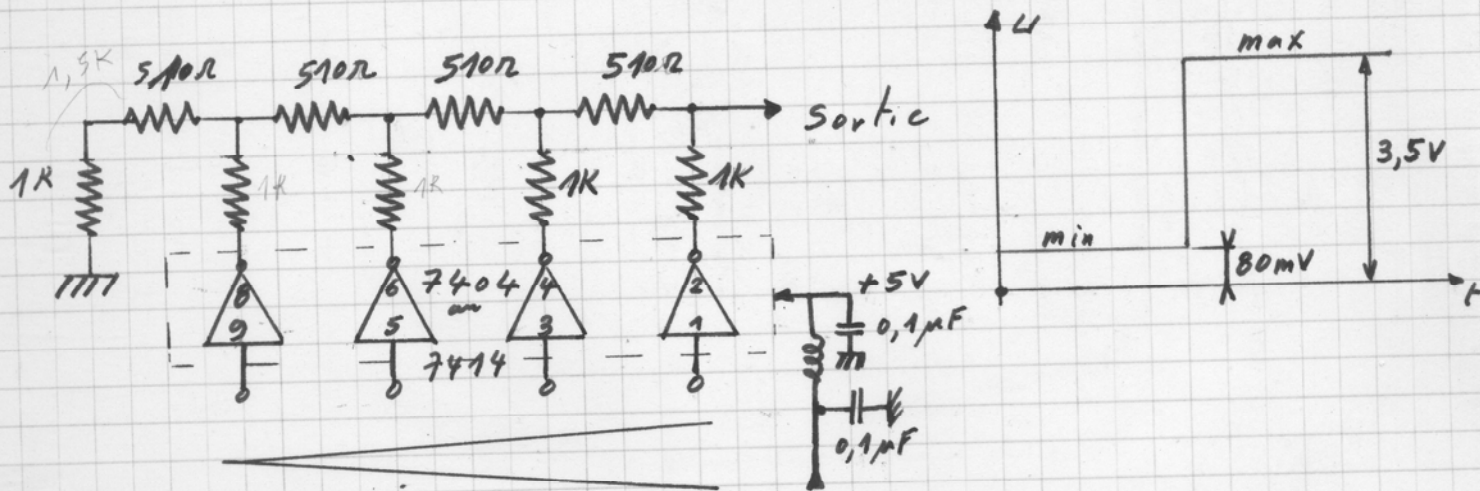 1,5K
510Ω
510Ω
510Ω
510Ω
Sortie
1K
1K
1K
1K
1K
8
6
4
2
7404
ou
7414
9
5
3
1
+5V
0,1µF
0,1µF
U
max
3,5V
min
80mV
t